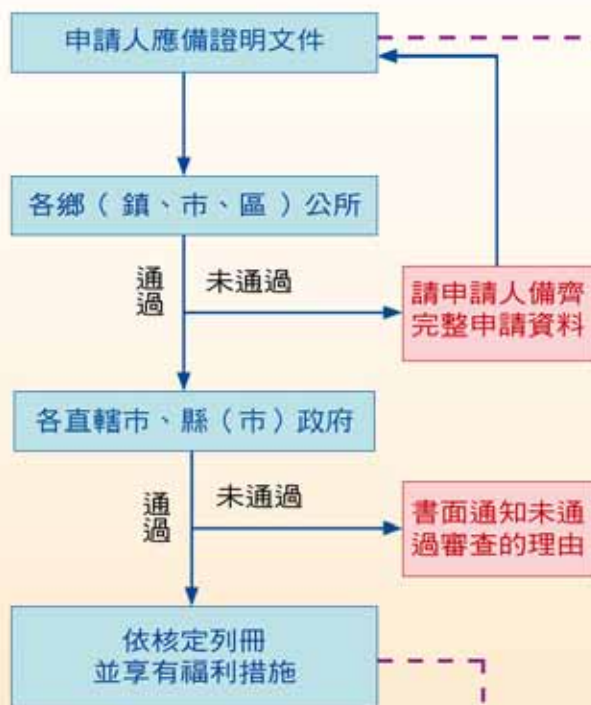 申請人應備證明文件
各鄉（鎮、市、區）公所
通過
未通過
請申請人備齊
完整申請資料
各直轄市、縣（市）政府
通過
未通過
書面通知未通
過審查的理由
依核定列冊
並享有福利措施